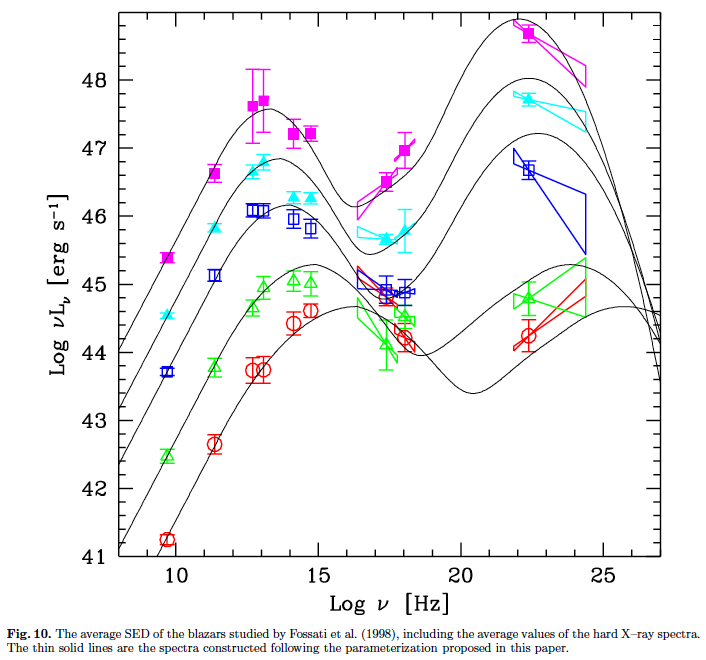 48
47
46
45
44
43
42
41
Log νLν [erg s−1]
10 15 20 25
Log ν [Hz]
Fig. 10. The average SED of the blazars studied by Fossati et al. (1998), including the average values of the hard X–ray spectra.
The thin solid lines are the spectra constructed following the parameterization proposed in this paper.